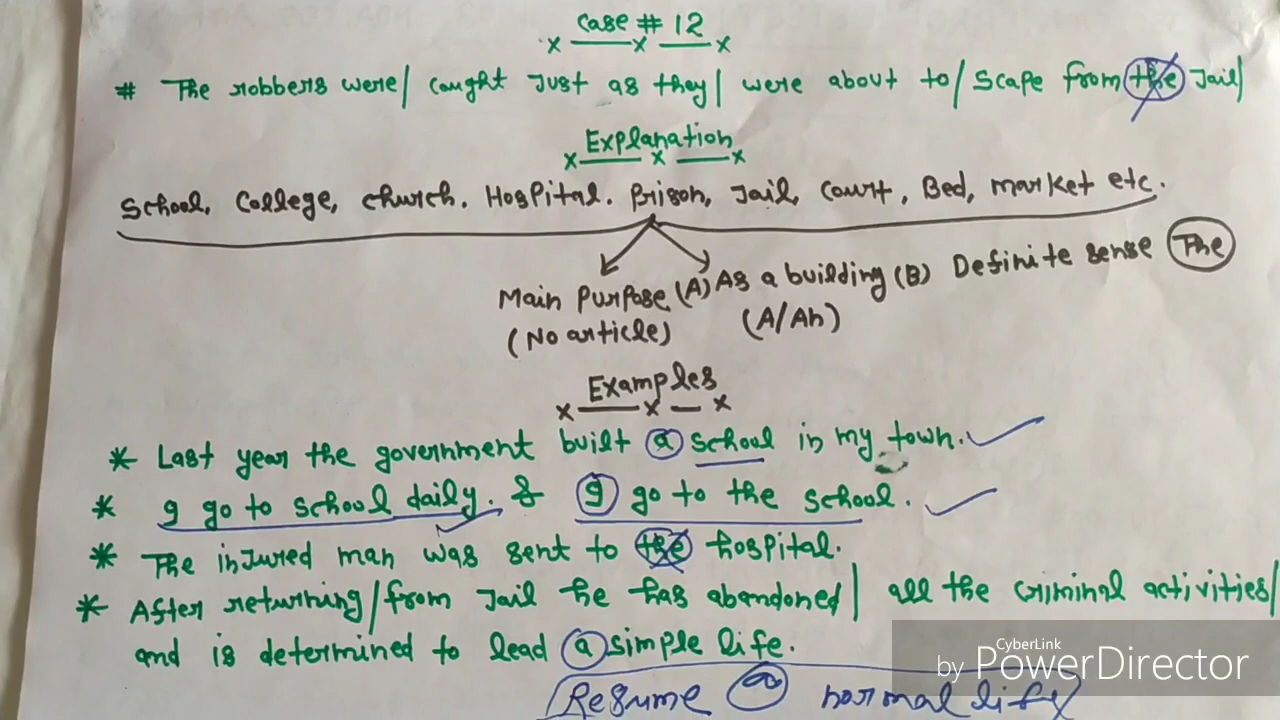 Case # 12
# The robbers were/ caught Just as they/ were about to/ Scape from the Jail/
Explanation
School, College, church, Hospital, Prison, Jail, Court, Bed, market etc.
Main Purpose (A) As a building (B) Definite sense The
(No article) (A/An)
Examples
* Last year the government built a school in my town.
* I go to school daily. & I go to the school.
* The injured man was sent to the hospital.
* After returning/from Jail he has abandoned/ all the criminal activities/
and is determined to lead a simple life.
Resume a normal life
CyberLink
by PowerDirector